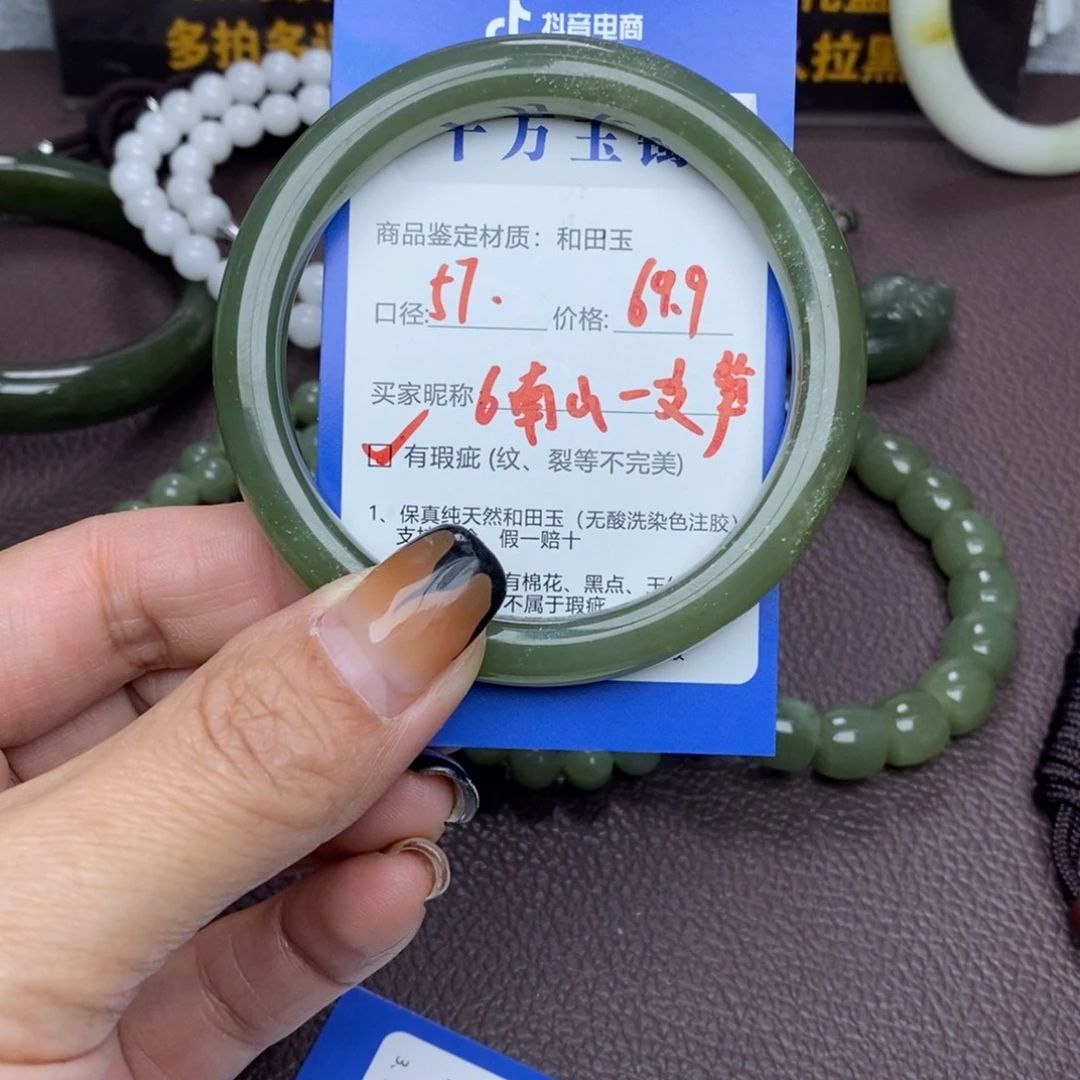 多拍多
拉黑
抖音电商
千万玉镯
商品鉴定材质：和田玉
口径: 57. 价格: 69.9
买家昵称 6南山一支笋
☑ 有瑕疵 (纹、裂等不完美)
1、保真纯天然和田玉（无酸洗染色注胶）
假一赔十
有棉花、黑点、
不属于瑕疵
3、